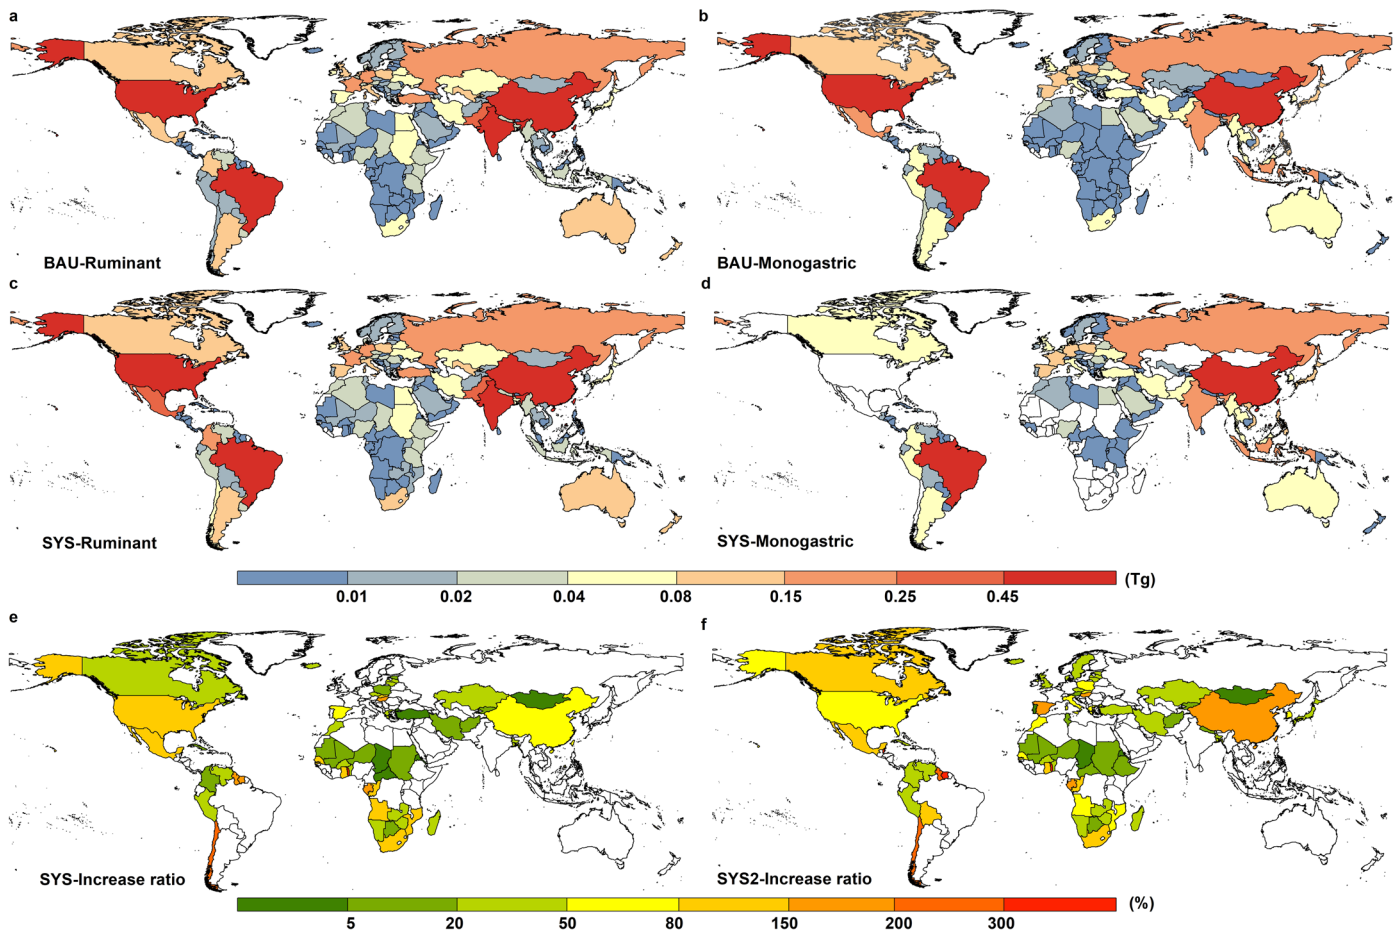 a
b
BAU-Ruminant
BAU-Monogastric
c
d
SYS-Ruminant
SYS-Monogastric
(Tg)
0.01 0.02 0.04 0.08 0.15 0.25 0.45
e
f
SYS-Increase ratio
SYS2-Increase ratio
(%)
5 20 50 80 150 200 300